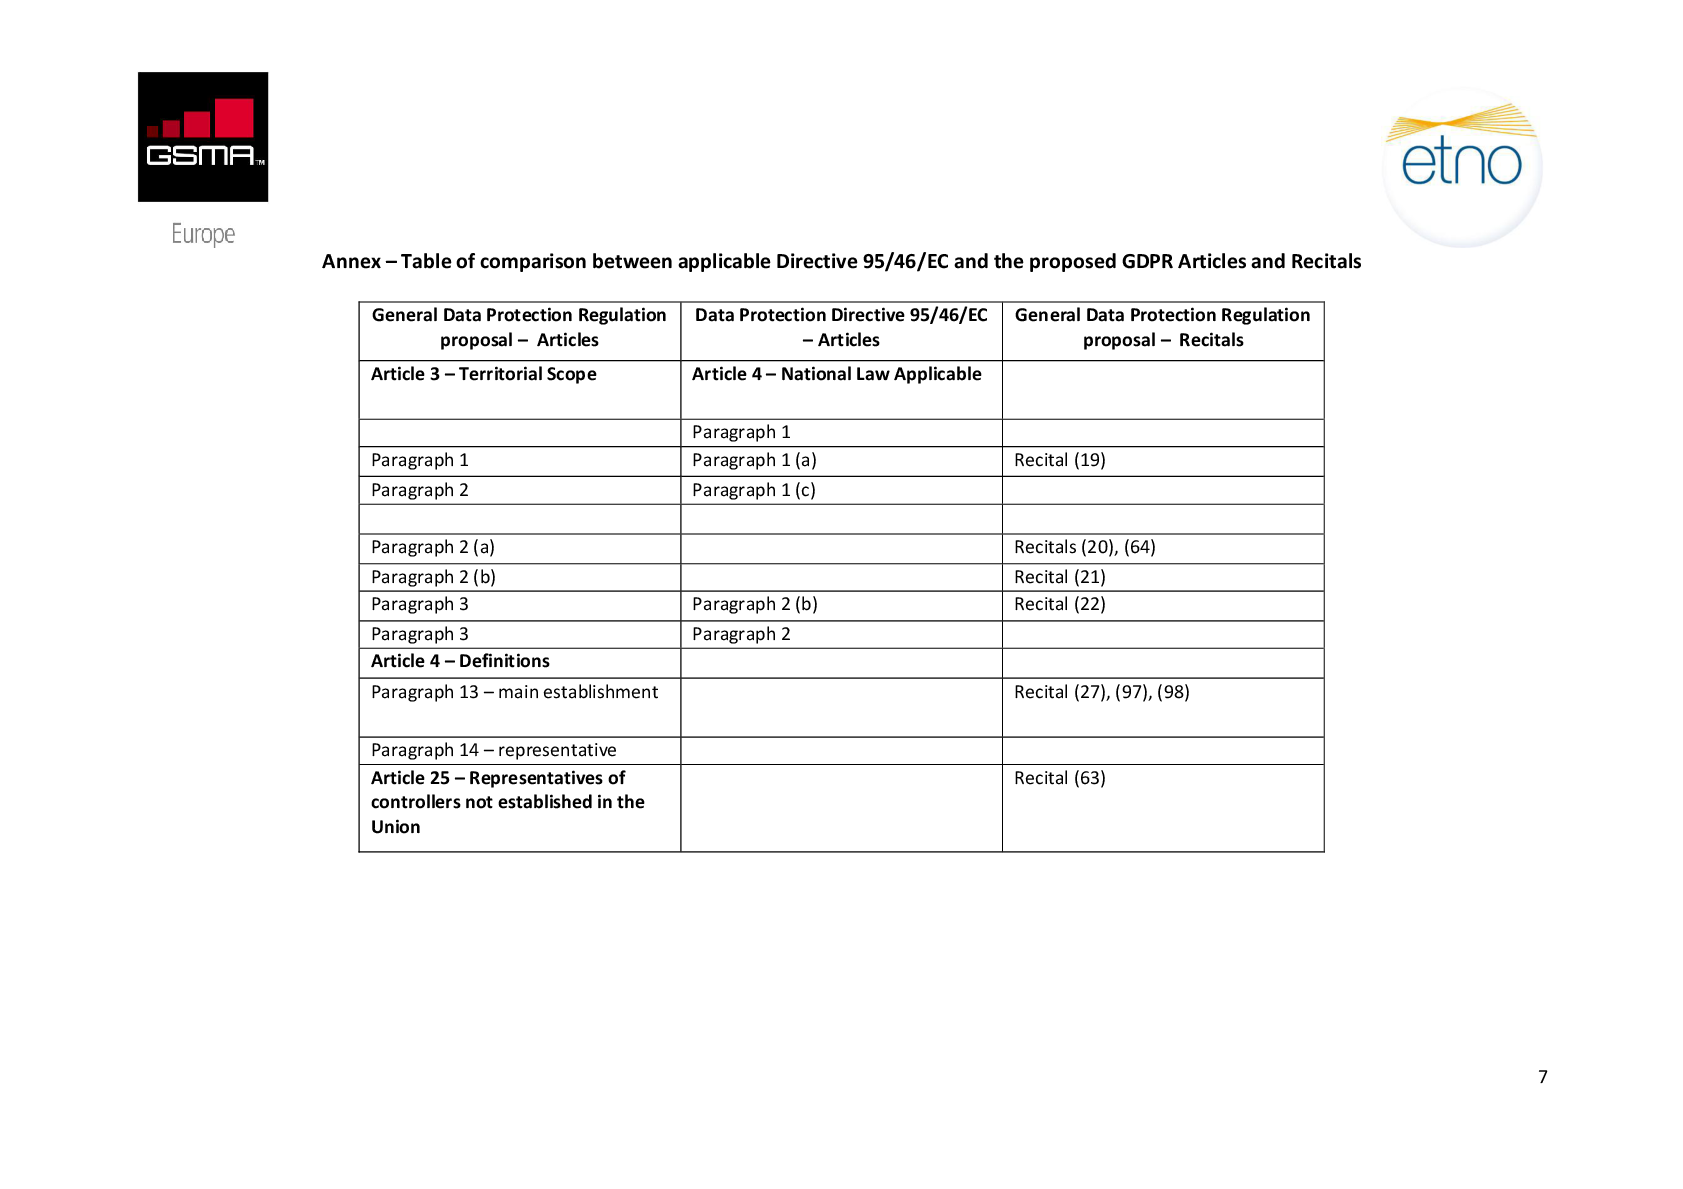 GSMA™
Europe
etno
Annex – Table of comparison between applicable Directive 95/46/EC and the proposed GDPR Articles and Recitals
General Data Protection Regulation
proposal – Articles
Data Protection Directive 95/46/EC
– Articles
General Data Protection Regulation
proposal – Recitals
Article 3 – Territorial Scope
Article 4 – National Law Applicable
Paragraph 1
Paragraph 1
Paragraph 1 (a)
Recital (19)
Paragraph 2
Paragraph 1 (c)
Paragraph 2 (a)
Recitals (20), (64)
Paragraph 2 (b)
Recital (21)
Paragraph 3
Paragraph 2 (b)
Recital (22)
Paragraph 3
Paragraph 2
Article 4 – Definitions
Paragraph 13 – main establishment
Recital (27), (97), (98)
Paragraph 14 – representative
Article 25 – Representatives of
controllers not established in the
Union
Recital (63)
7